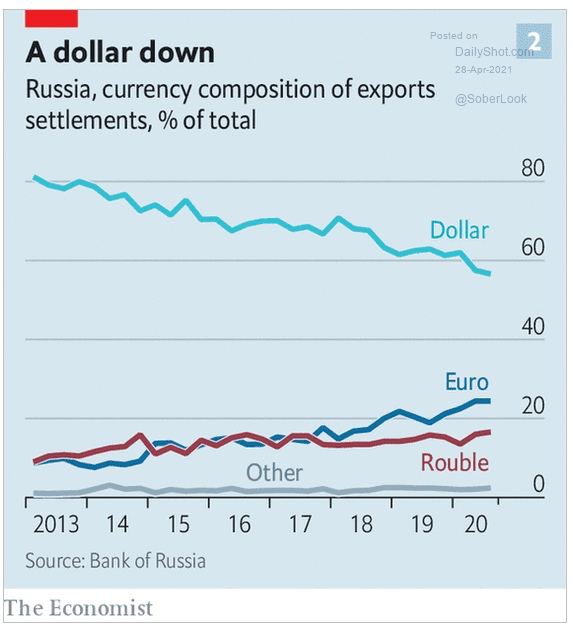 Posted on
2
A dollar down
DailyShot.com
28-Apr-2021
Russia, currency composition of exports
@SoberLook
settlements, % of total
80
Dollar
60
40
Euro
20
Rouble
Other
0
2013 14 15 16 17 18 19 20
Source: Bank of Russia
The Economist